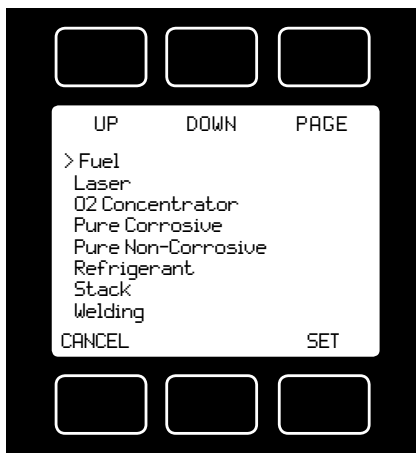 UP DOWN PAGE
>Fuel
Laser
O2 Concentrator
Pure Corrosive
Pure Non-Corrosive
Refrigerant
Stack
Welding
CANCEL SET